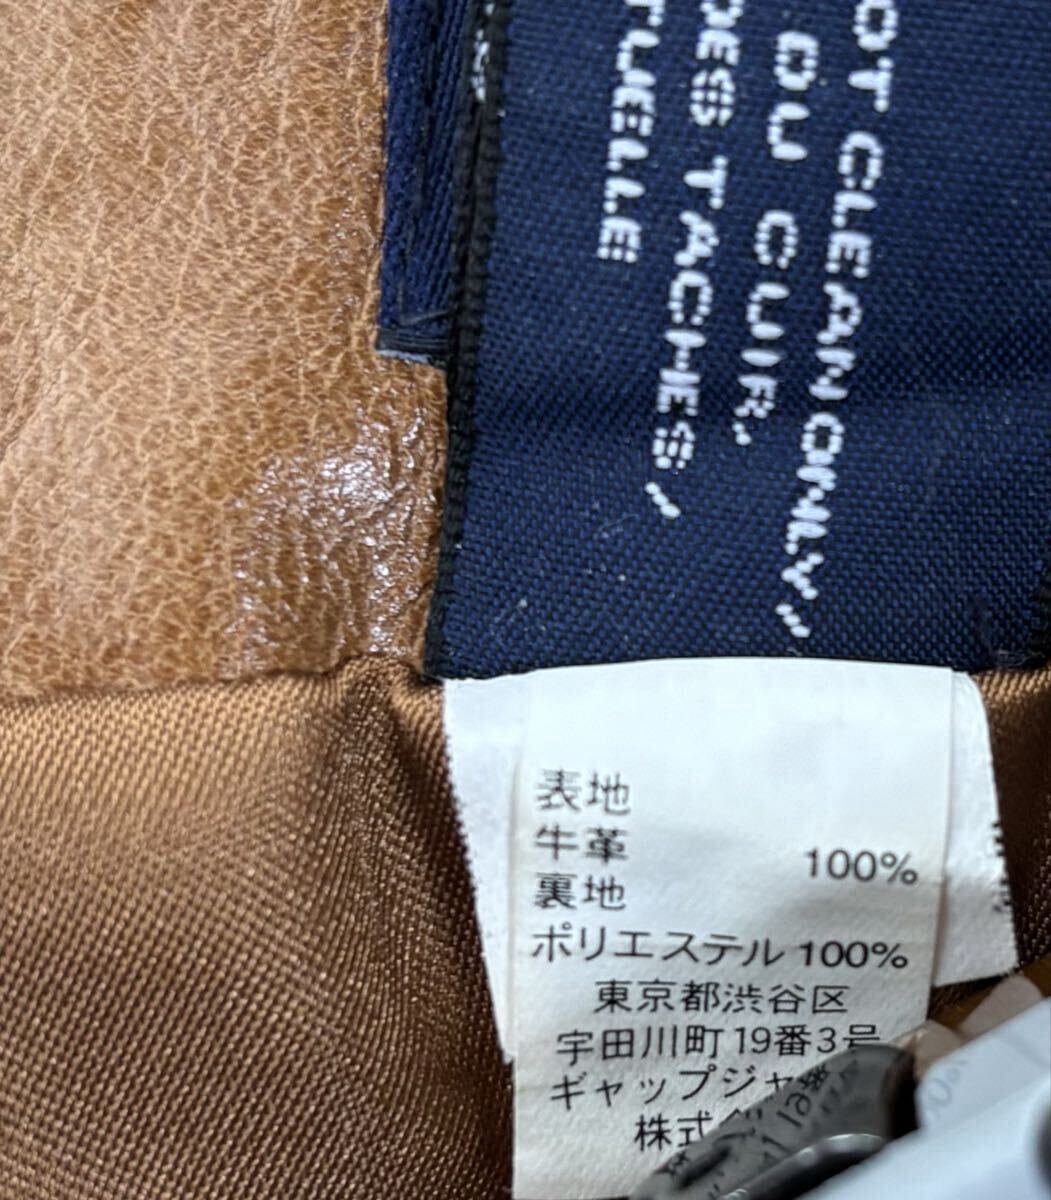 OT CLEAN ONLY/
DU CUIR.
DES TACHES/
TUELLE
表地
牛革 100%
裏地
ポリエステル 100%
東京都渋谷区
宇田川町19番3号
ギャップジャ
株式